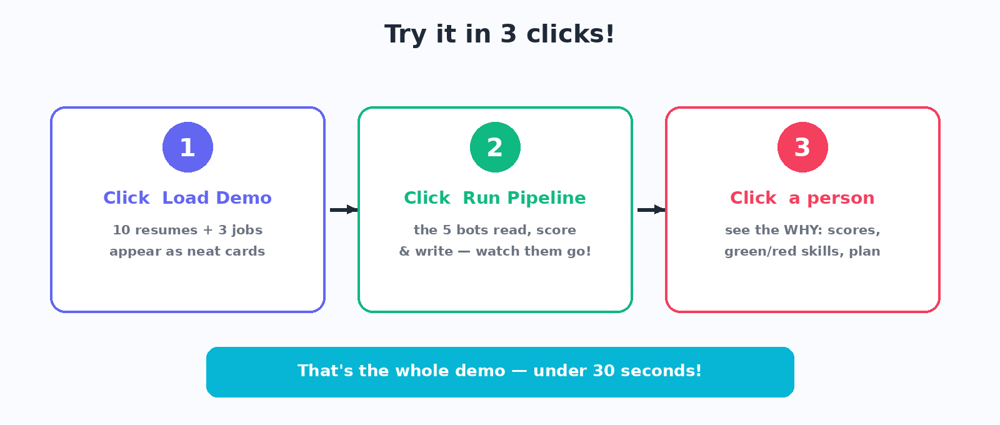 Try it in 3 clicks!
1
Click Load Demo
10 resumes + 3 jobs
appear as neat cards
2
Click Run Pipeline
the 5 bots read, score
& write — watch them go!
3
Click a person
see the WHY: scores,
green/red skills, plan
That's the whole demo — under 30 seconds!